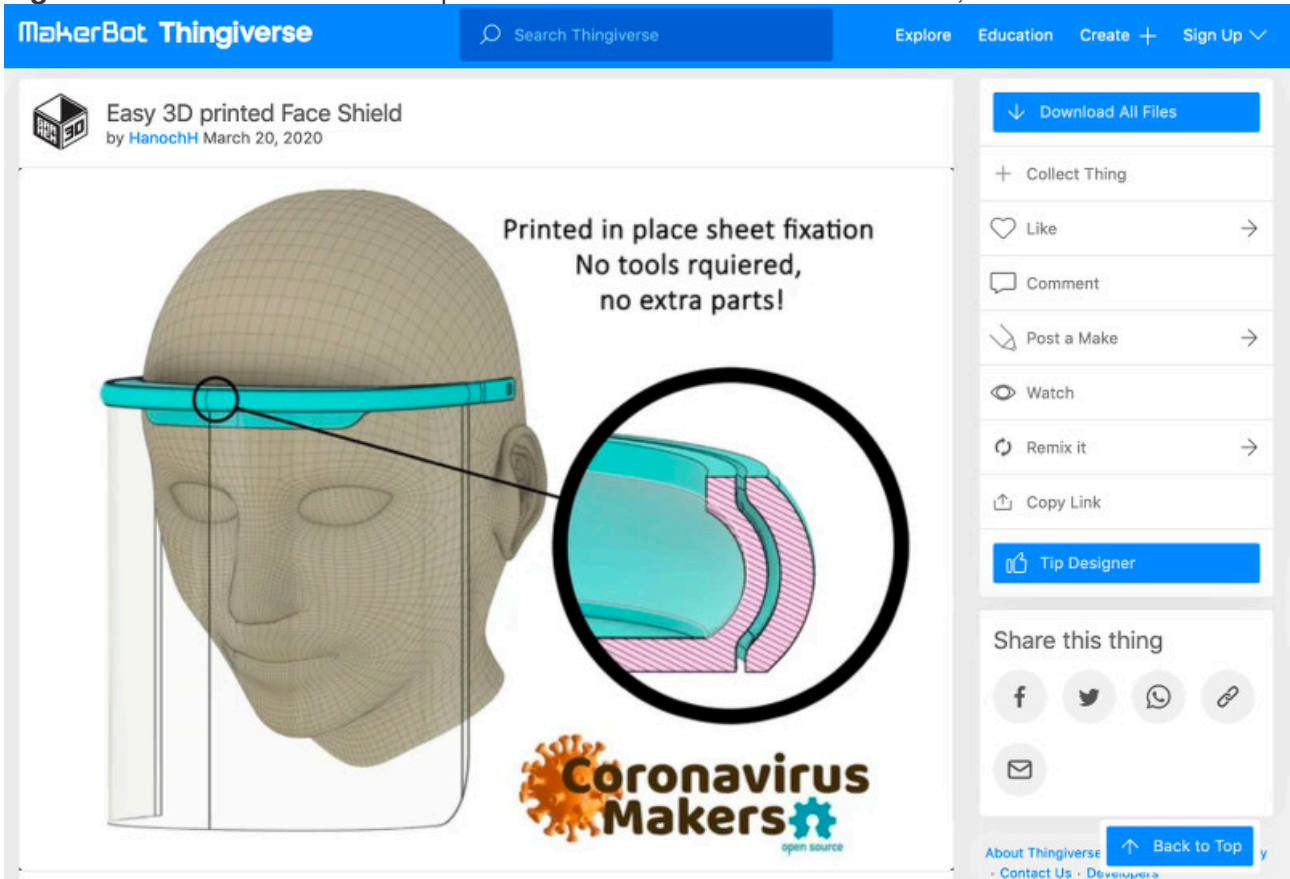 MakerBot Thingiverse
Search Thingiverse
Explore
Education
Create +
Sign Up
Easy 3D printed Face Shield
by HanochH March 20, 2020
Printed in place sheet fixation
No tools rquiered,
no extra parts!
Coronavirus
Makers
open source
Download All Files
Collect Thing
Like
Comment
Post a Make
Watch
Remix it
Copy Link
Tip Designer
Share this thing
Back to Top
About Thingiverse
· Contact Us · Developers